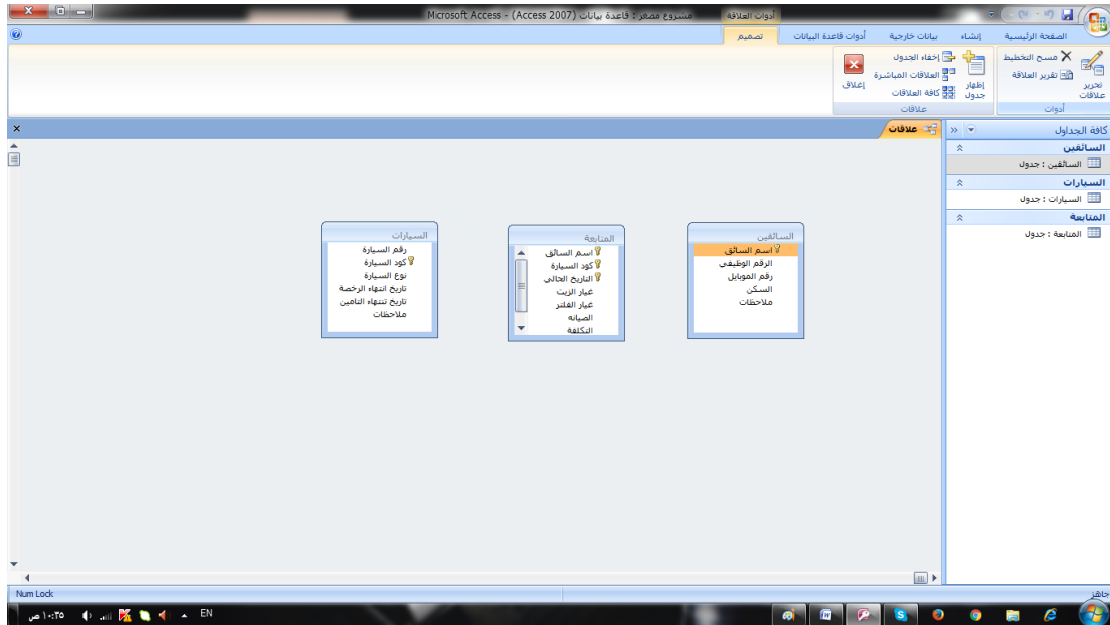 أدوات العلاقة
مشروع مصغر : قاعدة بيانات (Access 2007) - Microsoft Access
الصفحة الرئيسية
إنشاء
بيانات خارجية
أدوات قاعدة البيانات
تصميم
تحرير علاقات
مسح التخطيط
تقرير العلاقة
أدوات
إظهار جدول
إخفاء الجدول
العلاقات المباشرة
كافة العلاقات
علاقات
إغلاق
كافة الجداول
السائقين
السائقين : جدول
السيارات
السيارات : جدول
المتابعة
المتابعة : جدول
علاقات
السائقين
اسم السائق
الرقم الوظيفي
رقم الموبايل
السكن
ملاحظات
المتابعة
اسم السائق
كود السيارة
التاريخ الحالي
غيار الزيت
غيار الفلتر
الصيانه
التكلفة
السيارات
رقم السيارة
كود السيارة
نوع السيارة
تاريخ انتهاء الرخصة
تاريخ تنتهاء التامين
ملاحظات
جاهز
Num Lock
EN
١٠:٣٥ ص